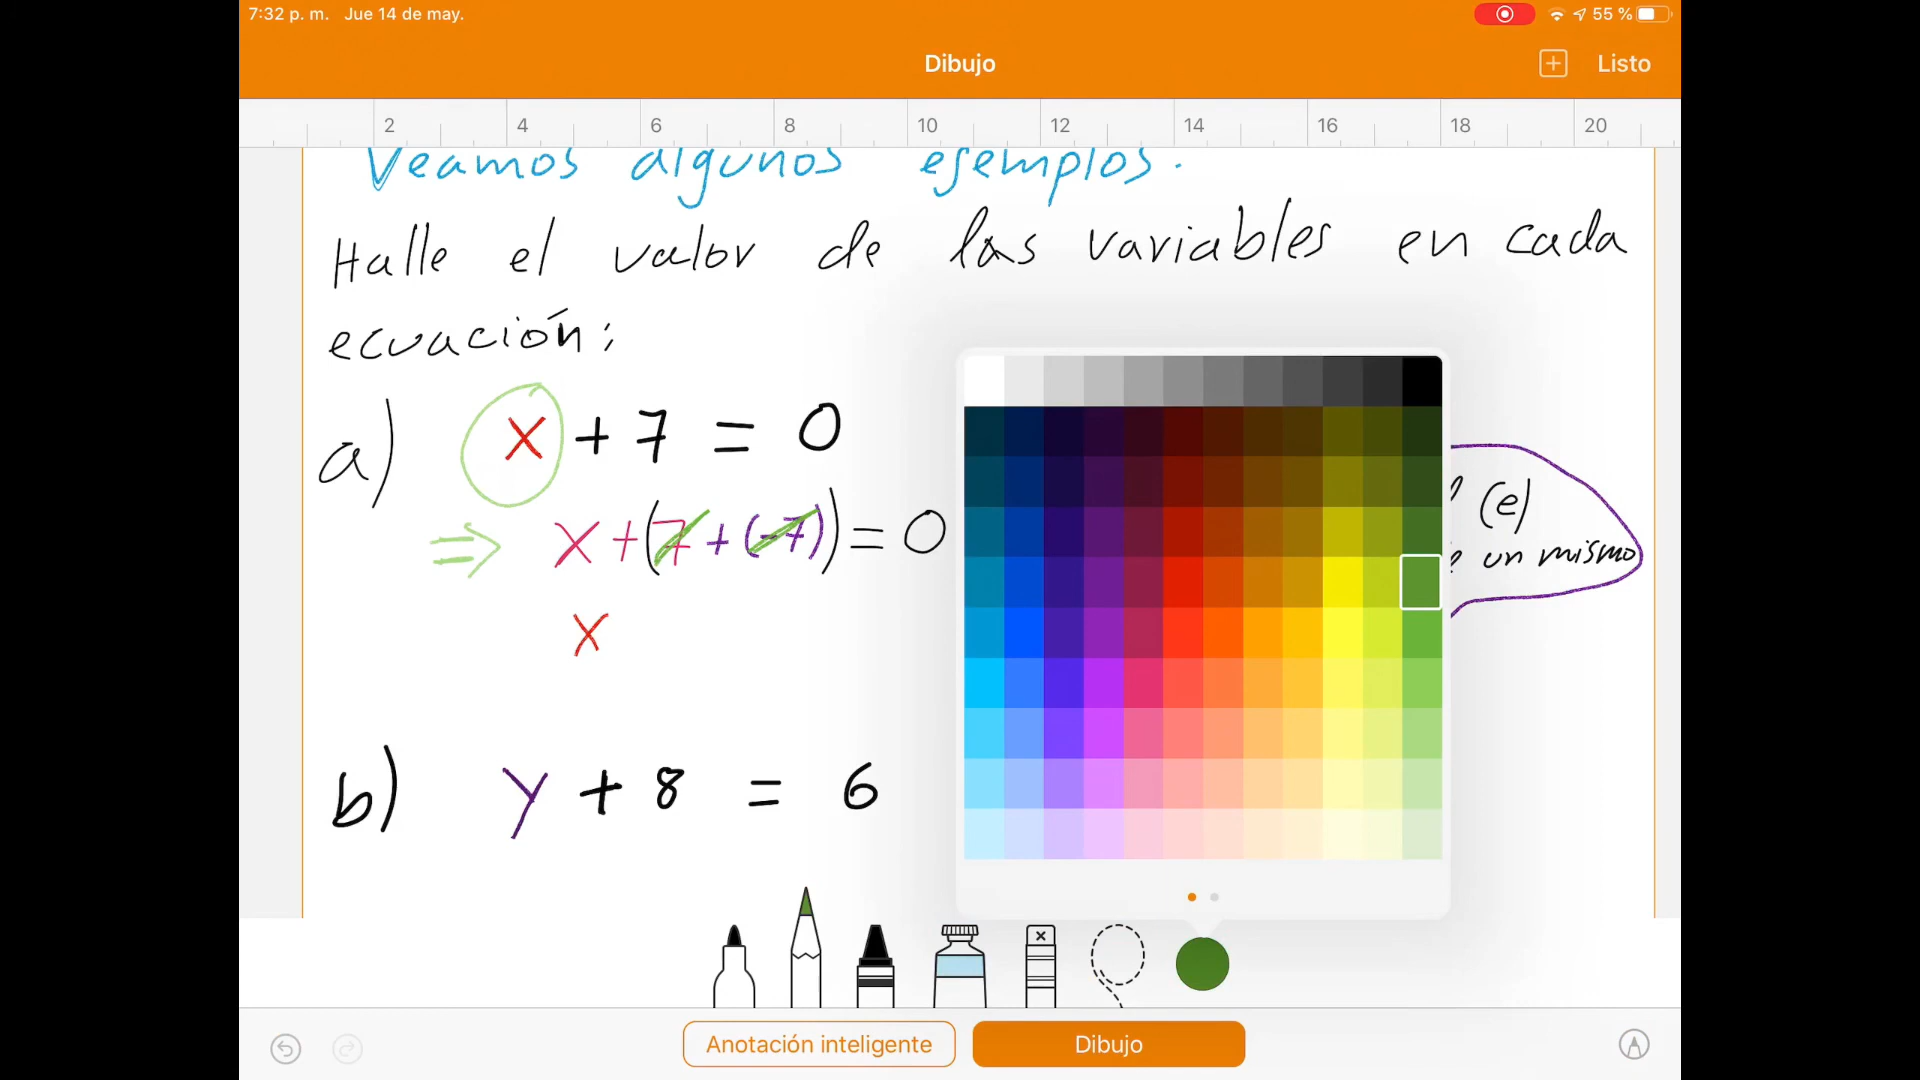 7:32 p. m. Jue 14 de may. 55 %
Dibujo Listo
2 4 6 8 10 12 14 16 18 20
Veamos algunos ejemplos.
Halle el valor de las variables en cada
ecuación:
a) x + 7 = 0
⇒ x + (7 + (-7)) = 0
(el
un mismo
x
b) y + 8 = 6
Anotación inteligente Dibujo